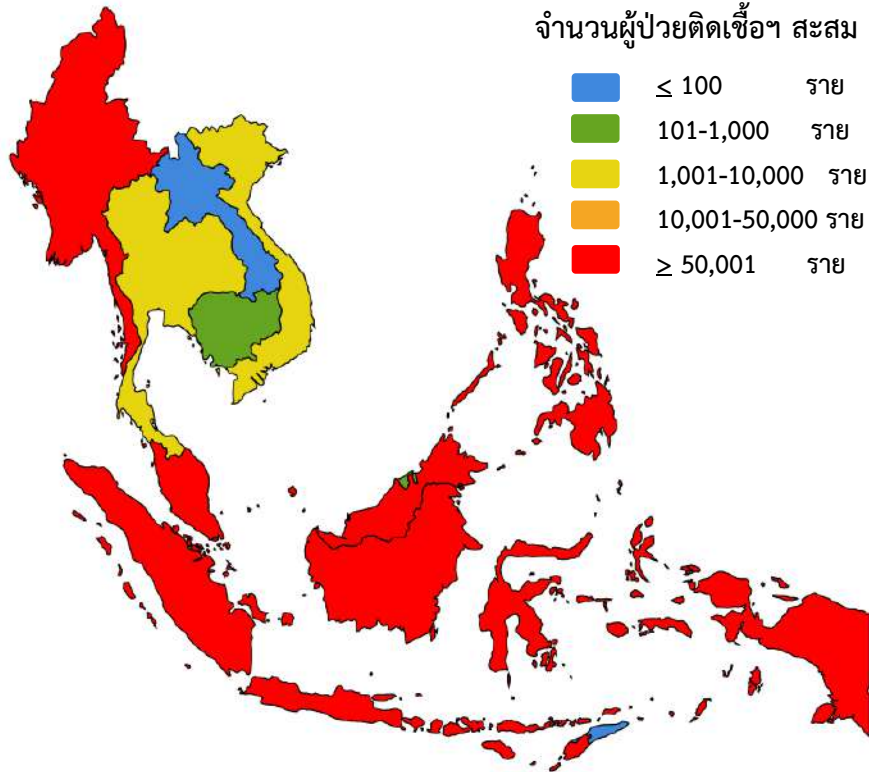 จำนวนผู้ป่วยติดเชื้อฯ สะสม
≤ 100 ราย
101-1,000 ราย
1,001-10,000 ราย
10,001-50,000 ราย
≥ 50,001 ราย